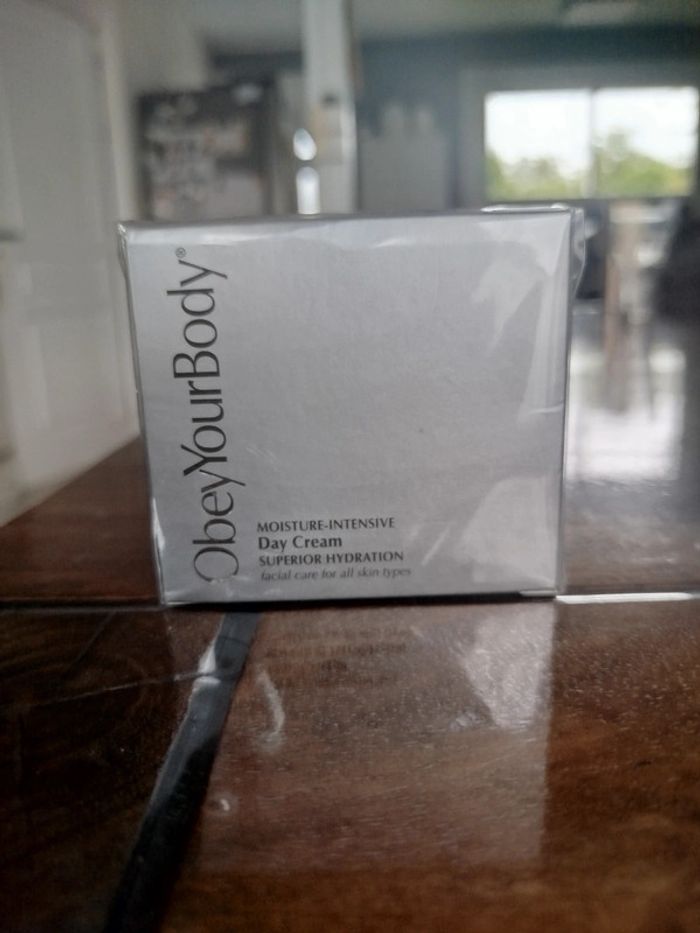 ObeyYourBody®
MOISTURE-INTENSIVE
Day Cream
SUPERIOR HYDRATION
facial care for all skin types